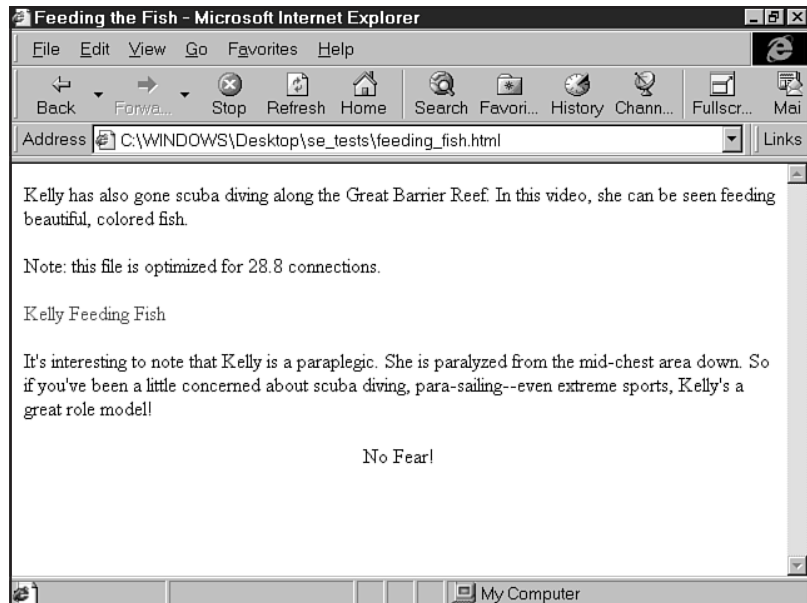 Feeding the Fish - Microsoft Internet Explorer
File Edit View Go Favorites Help
Back Forwa... Stop Refresh Home Search Favori... History Chann... Fullscr... Mai
Address C:\WINDOWS\Desktop\se_tests\feeding_fish.html Links
Kelly has also gone scuba diving along the Great Barrier Reef. In this video, she can be seen feeding
beautiful, colored fish.
Note: this file is optimized for 28.8 connections.
Kelly Feeding Fish
It's interesting to note that Kelly is a paraplegic. She is paralyzed from the mid-chest area down. So
if you've been a little concerned about scuba diving, para-sailing--even extreme sports, Kelly's a
great role model!
No Fear!
My Computer